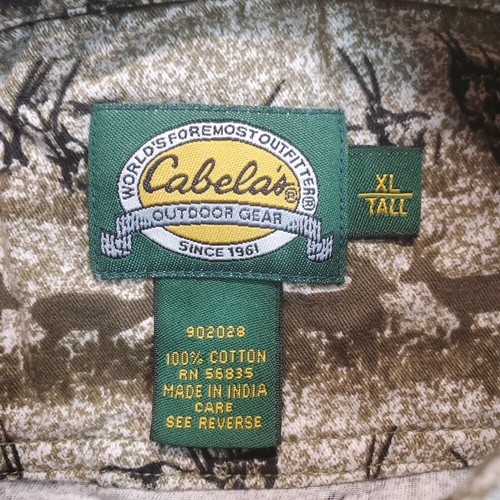 WORLD'S FOREMOST OUTFITTER®
Cabela's®
OUTDOOR GEAR
SINCE 1961
XL
TALL
902028
100% COTTON
RN 56835
MADE IN INDIA
CARE
SEE REVERSE